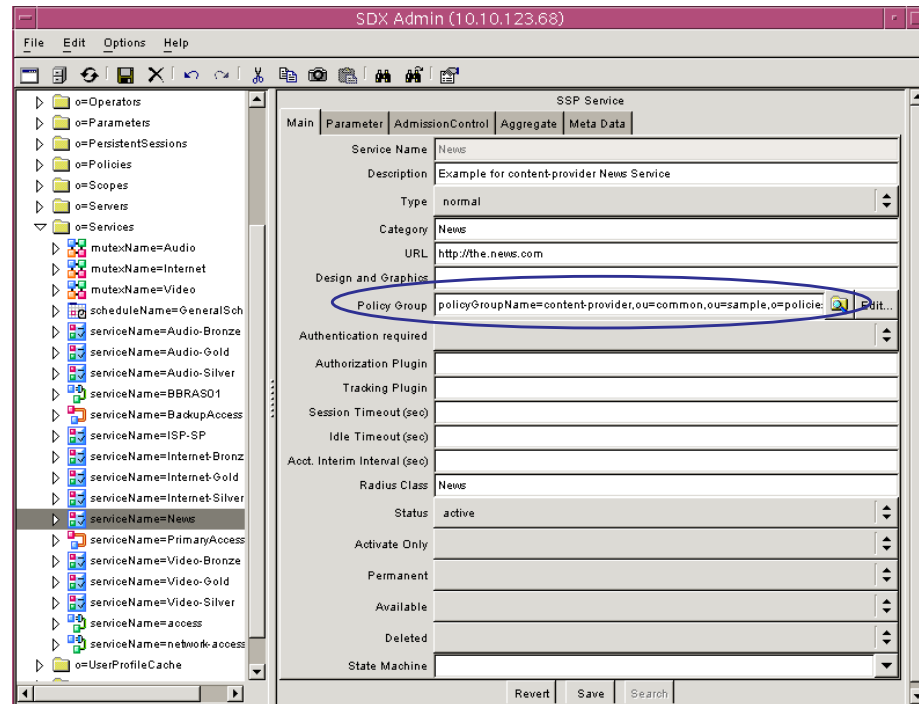 SDX Admin (10.10.123.68)
File Edit Options Help
o=Operators
o=Parameters
o=PersistentSessions
o=Policies
o=Scopes
o=Servers
o=Services
mutexName=Audio
mutexName=Internet
mutexName=Video
scheduleName=GeneralSch
serviceName=Audio-Bronze
serviceName=Audio-Gold
serviceName=Audio-Silver
serviceName=BBRAS01
serviceName=BackupAccess
serviceName=ISP-SP
serviceName=Internet-Bronz
serviceName=Internet-Gold
serviceName=Internet-Silver
serviceName=News
serviceName=PrimaryAccess
serviceName=Video-Bronze
serviceName=Video-Gold
serviceName=Video-Silver
serviceName=access
serviceName=network-access
o=UserProfileCache
SSP Service
Main Parameter AdmissionControl Aggregate Meta Data
Service Name News
Description Example for content-provider News Service
Type normal
Category News
URL http://the.news.com
Design and Graphics
Policy Group policyGroupName=content-provider,ou=common,ou=sample,o=policies Edit...
Authentication required
Authorization Plugin
Tracking Plugin
Session Timeout (sec)
Idle Timeout (sec)
Acct. Interim Interval (sec)
Radius Class News
Status active
Activate Only
Permanent
Available
Deleted
State Machine
Revert Save Search